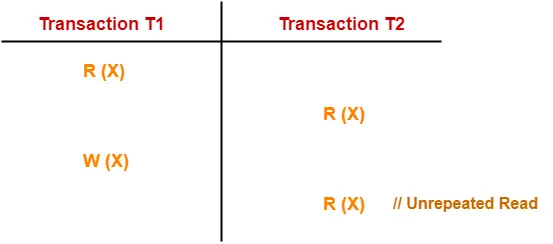 Transaction T1 Transaction T2
R (X)
R (X)
W (X)
R (X) // Unrepeated Read